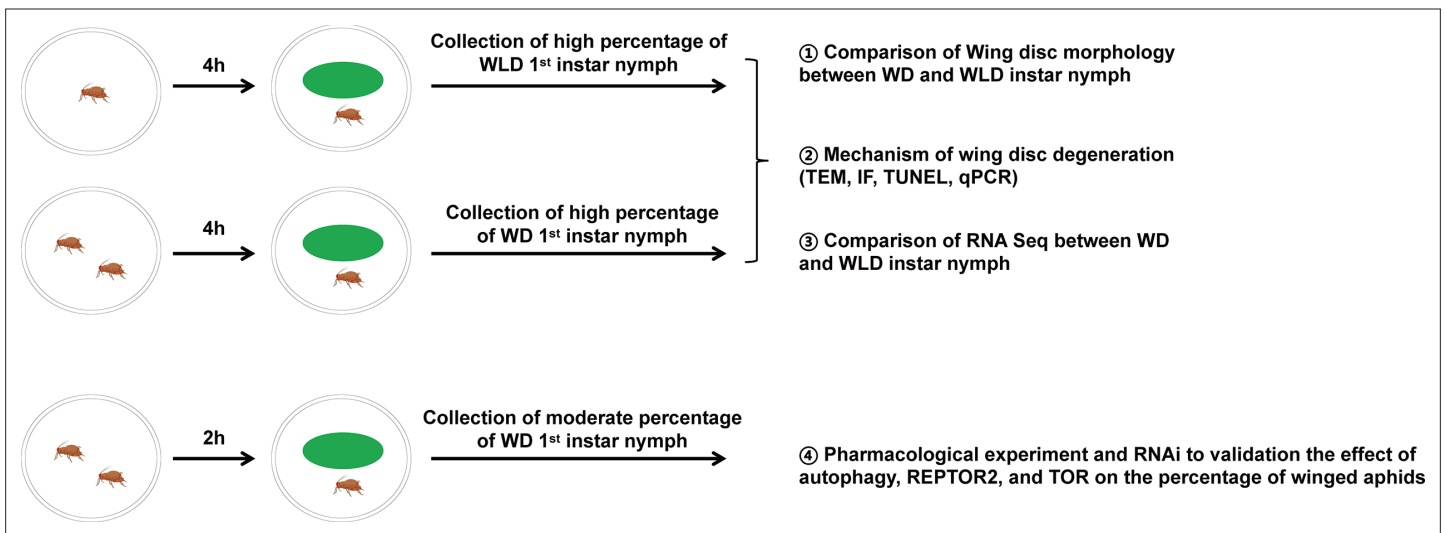 4h
Collection of high percentage of
WLD 1st instar nymph
① Comparison of Wing disc morphology
between WD and WLD instar nymph
② Mechanism of wing disc degeneration
(TEM, IF, TUNEL, qPCR)
4h
Collection of high percentage
of WD 1st instar nymph
③ Comparison of RNA Seq between WD
and WLD instar nymph
2h
Collection of moderate percentage
of WD 1st instar nymph
④ Pharmacological experiment and RNAi to validation the effect of
autophagy, REPTOR2, and TOR on the percentage of winged aphids